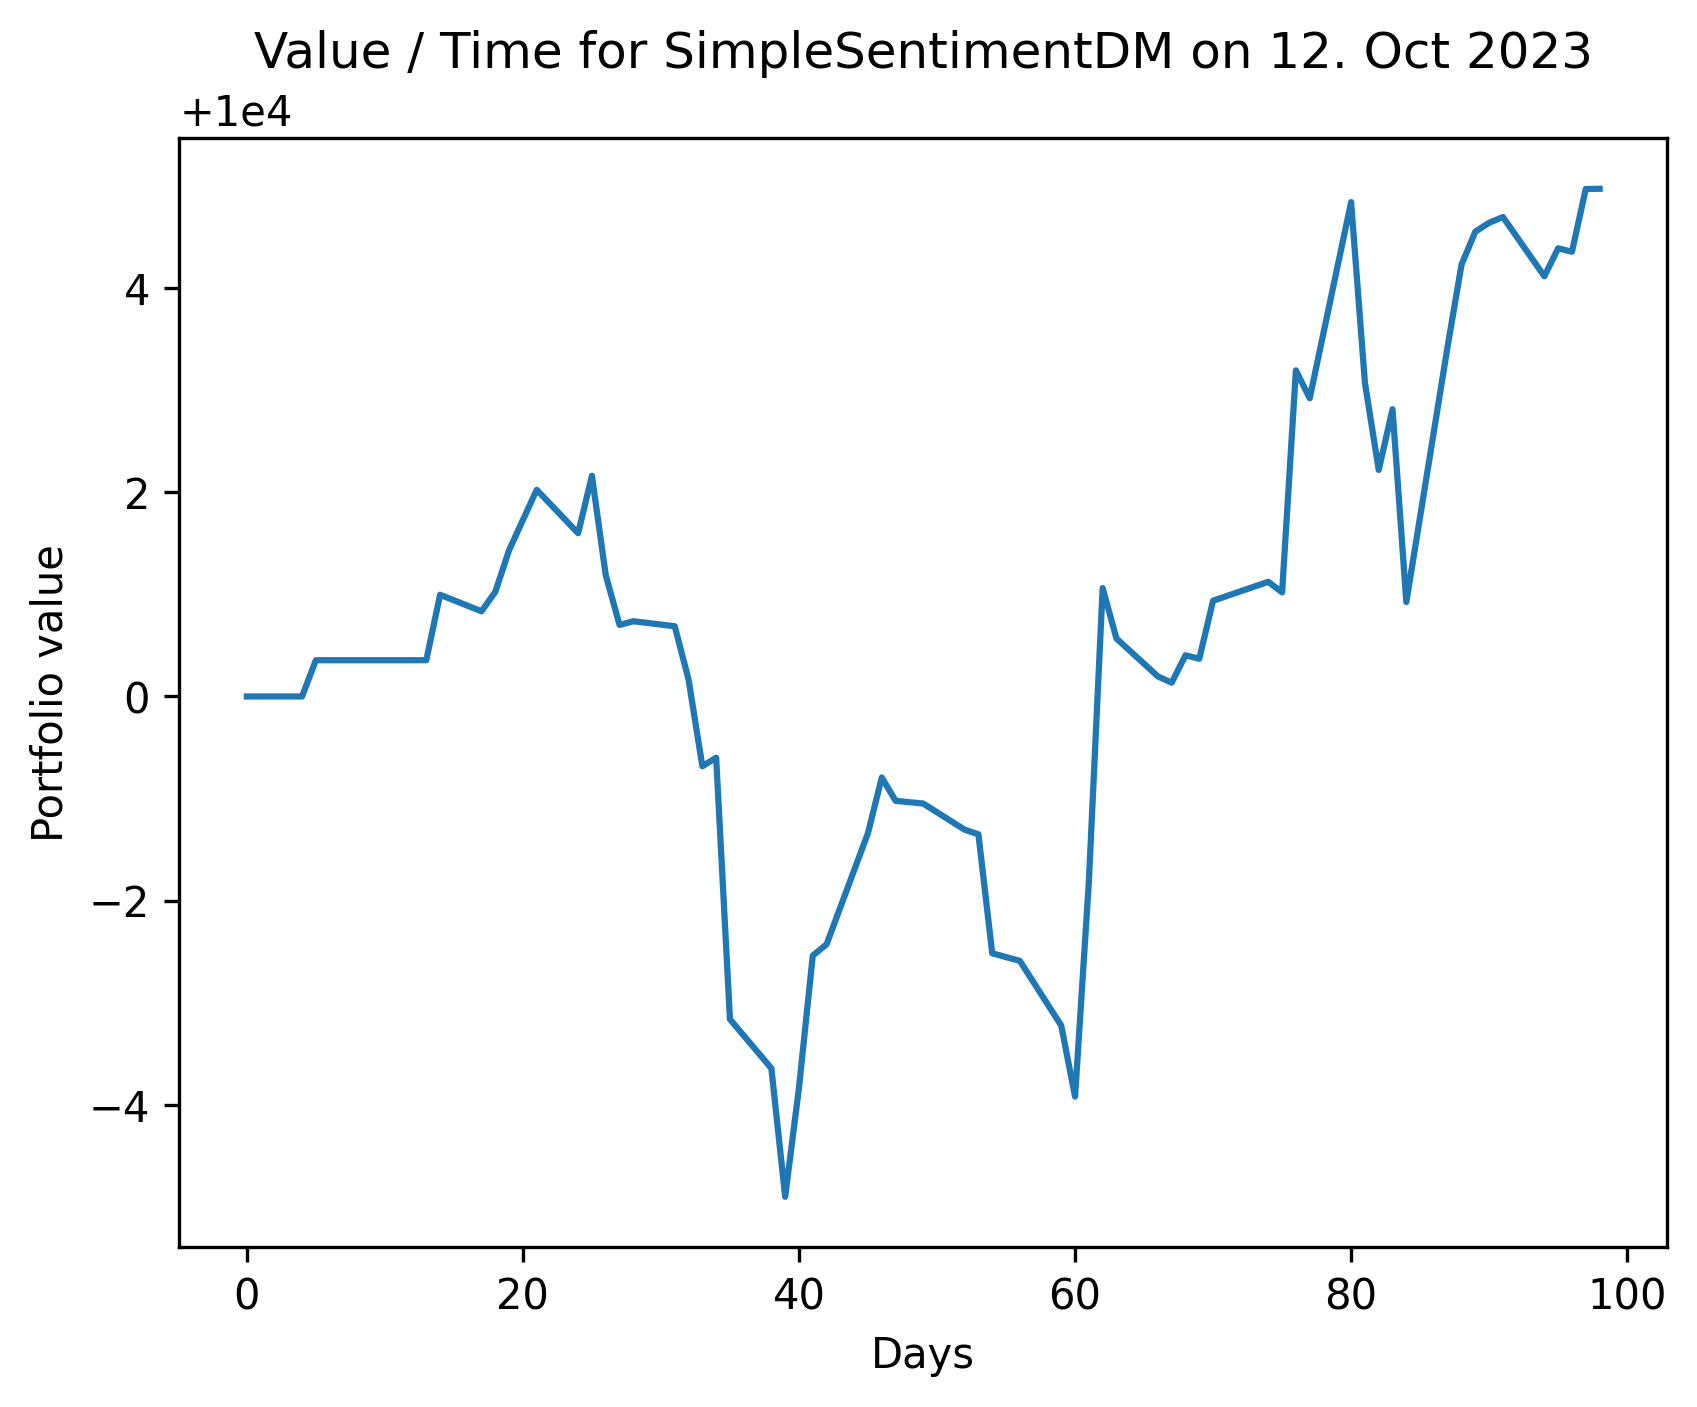 Value / Time for SimpleSentimentDM on 12. Oct 2023
+1e4
4
2
0
−2
−4
Portfolio value
0 20 40 60 80 100
Days